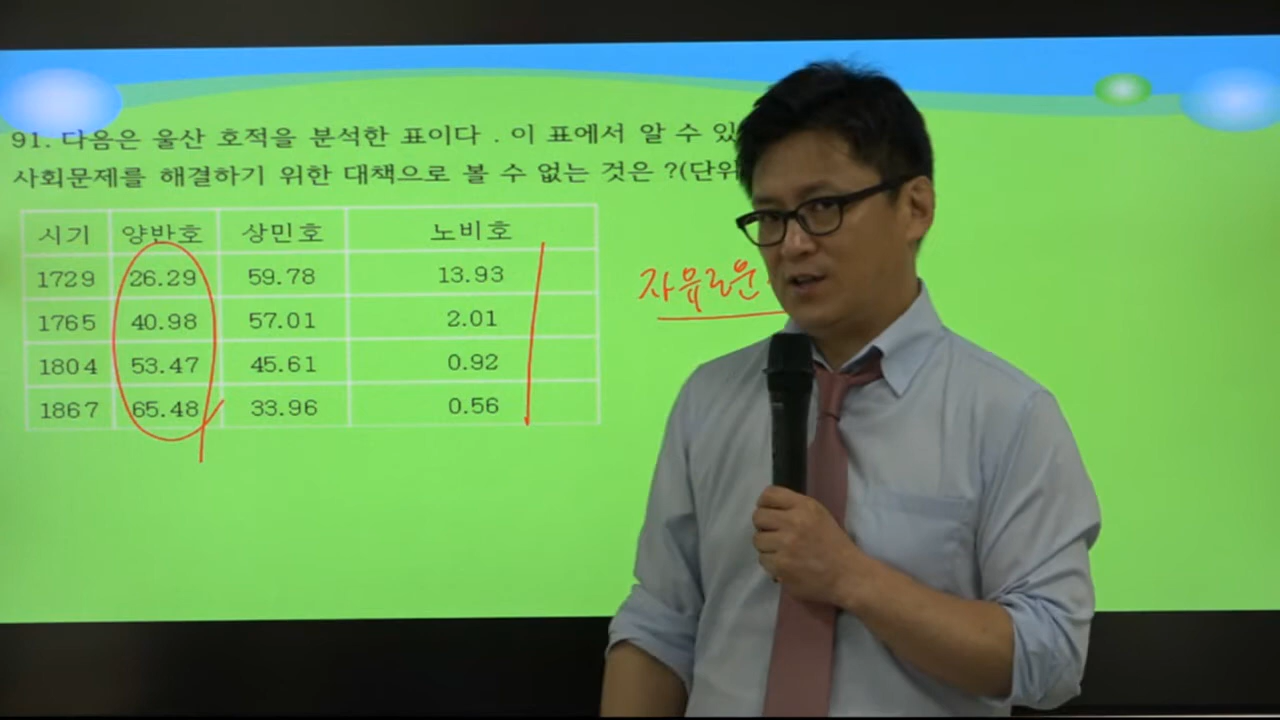 91. 다음은 울산 호적을 분석한 표이다 . 이 표에서 알 수 있
사회문제를 해결하기 위한 대책으로 볼 수 없는 것은 ?(단위
시기 양반호 상민호 노비호
1729 26.29 59.78 13.93
1765 40.98 57.01 2.01
1804 53.47 45.61 0.92
1867 65.48 33.96 0.56
자유로운